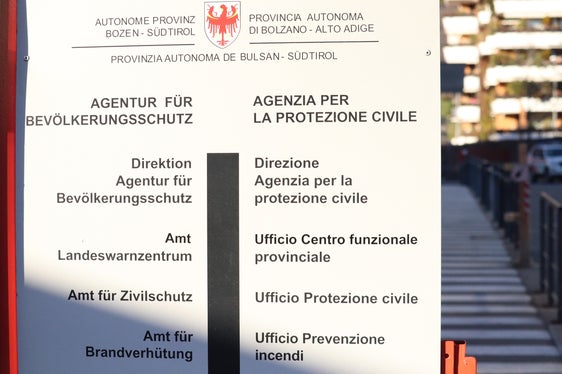 AUTONOME PROVINZ
BOZEN - SÜDTIROL
PROVINCIA AUTONOMA
DI BOLZANO - ALTO ADIGE
PROVINZIA AUTONOMA DE BULSAN - SÜDTIROL
AGENTUR FÜR
BEVÖLKERUNGSSCHUTZ
AGENZIA PER
LA PROTEZIONE CIVILE
Direktion
Agentur für
Bevölkerungsschutz
Direzione
Agenzia per la
protezione civile
Amt
Landeswarnzentrum
Ufficio Centro funzionale
provinciale
Amt für Zivilschutz
Ufficio Protezione civile
Amt für
Brandverhütung
Ufficio Prevenzione
incendi